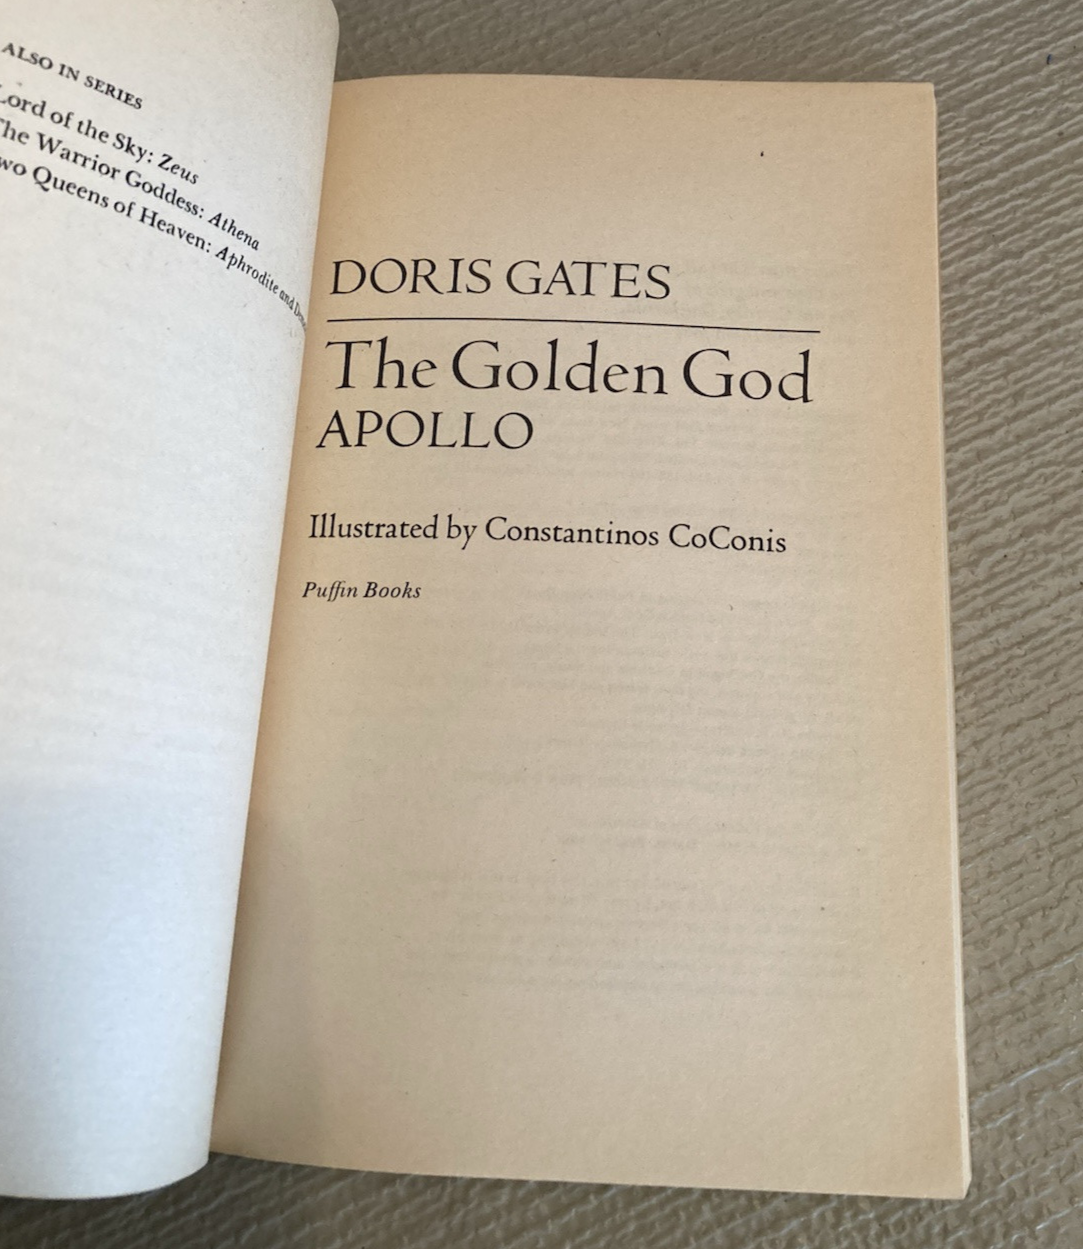 ALSO IN SERIES
Lord of the Sky: Zeus
The Warrior Goddess: Athena
wo Queens of Heaven: Aphrodite and
DORIS GATES
The Golden God
APOLLO
Illustrated by Constantinos CoConis
Puffin Books